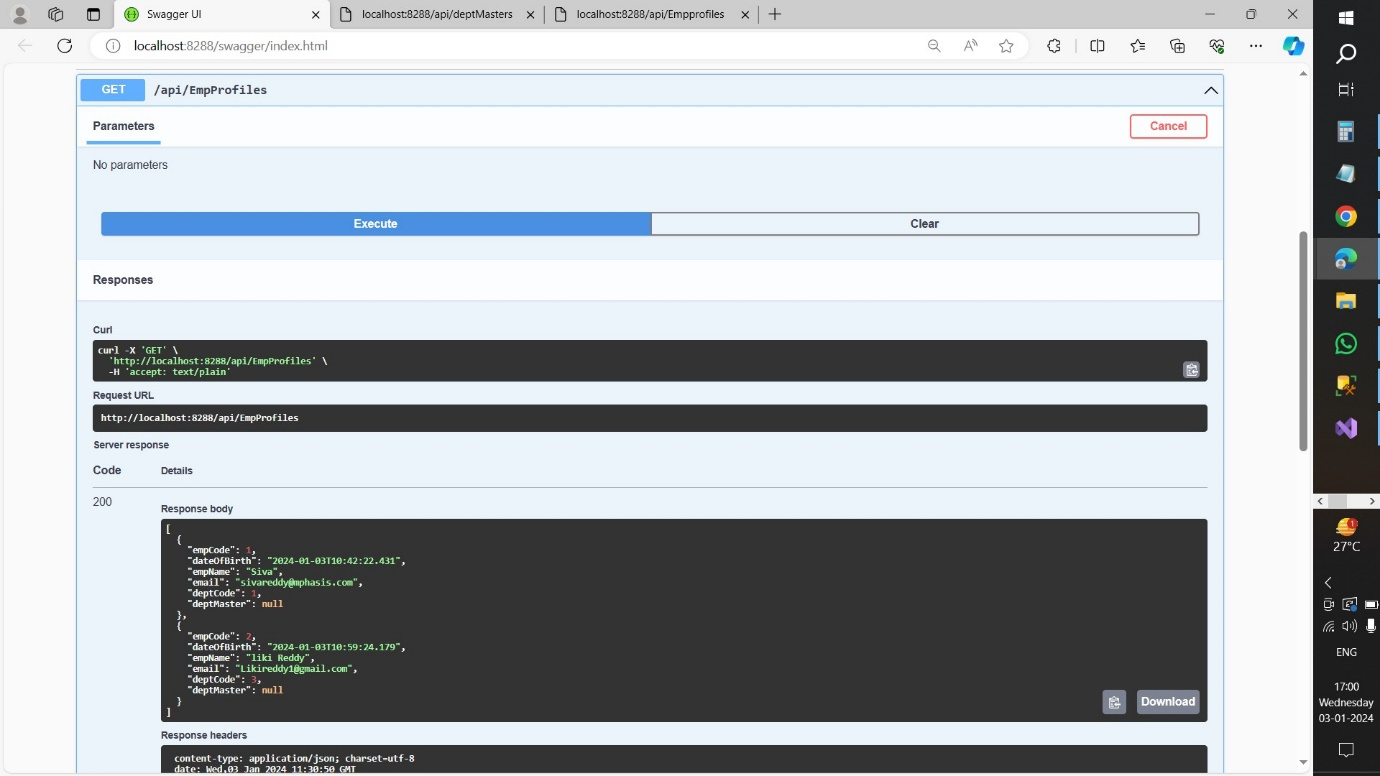 Swagger UI
localhost:8288/api/deptMasters
localhost:8288/api/Empprofiles
localhost:8288/swagger/index.html
GET /api/EmpProfiles
Parameters
Cancel
No parameters
Execute
Clear
Responses
Curl
curl -X 'GET' \
'http://localhost:8288/api/EmpProfiles' \
-H 'accept: text/plain'
Request URL
http://localhost:8288/api/EmpProfiles
Server response
Code Details
200
Response body
[
{
"empCode": 1,
"dateOfBirth": "2024-01-03T10:42:22.431",
"empName": "Siva",
"email": "sivareddy@mphasis.com",
"deptCode": 1,
"deptMaster": null
},
{
"empCode": 2,
"dateOfBirth": "2024-01-03T10:59:24.179",
"empName": "liki Reddy",
"email": "Likireddy1@gmail.com",
"deptCode": 3,
"deptMaster": null
}
]
Download
Response headers
content-type: application/json; charset=utf-8
date: Wed,03 Jan 2024 11:30:50 GMT
1
27°C
ENG
17:00
Wednesday
03-01-2024